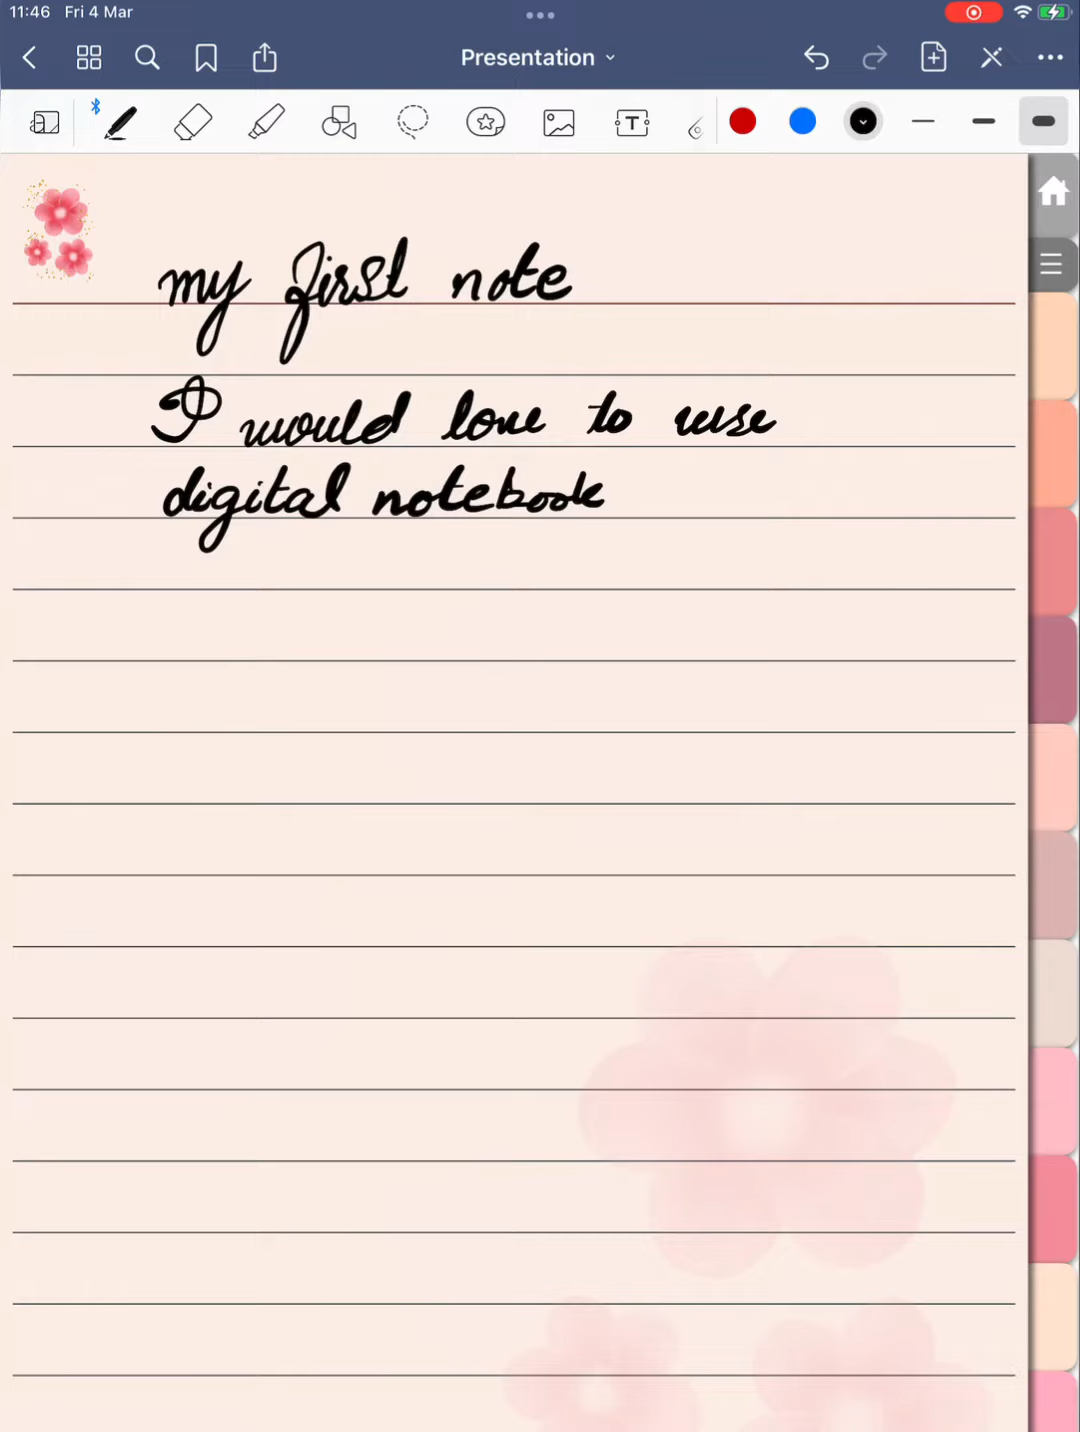 11:46 Fri 4 Mar
Presentation
T
my first note
I would love to use
digital notebook